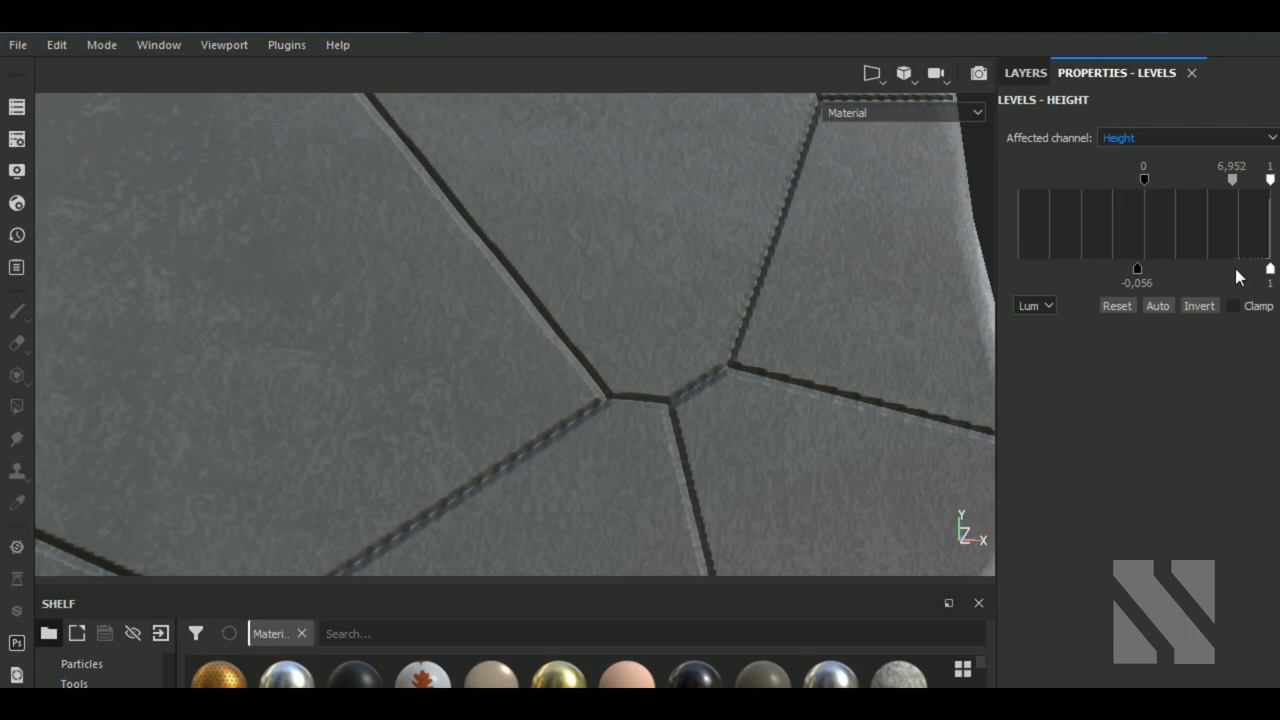 File Edit Mode Window Viewport Plugins Help
LAYERS PROPERTIES - LEVELS
LEVELS - HEIGHT
Material
Affected channel: Height
0 6,952 1
-0,056 1
Lum Reset Auto Invert Clamp
Y
Z X
SHELF
Ps
Materi.. Search...
Particles
Tools